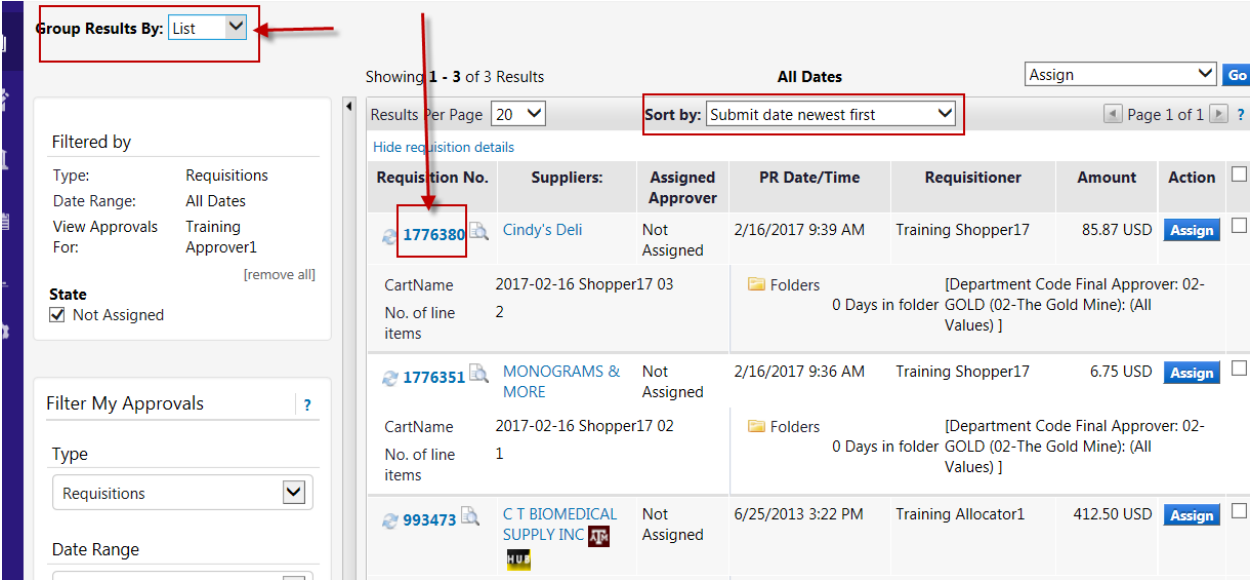 Group Results By: List
Showing 1 - 3 of 3 Results
All Dates
Assign
Go
Results Per Page 20
Sort by: Submit date newest first
Page 1 of 1 ?
Hide requisition details
Filtered by
Type: Requisitions
Date Range: All Dates
View Approvals For: Training Approver1
[remove all]
State
Not Assigned
Filter My Approvals ?
Type
Requisitions
Date Range
Requisition No. Suppliers: Assigned Approver PR Date/Time Requisitioner Amount Action
1776380 Cindy's Deli Not Assigned 2/16/2017 9:39 AM Training Shopper17 85.87 USD Assign
CartName 2017-02-16 Shopper17 03
No. of line items 2
Folders
0 Days in folder
[Department Code Final Approver: 02-
GOLD (02-The Gold Mine): (All
Values) ]
1776351 MONOGRAMS & MORE Not Assigned 2/16/2017 9:36 AM Training Shopper17 6.75 USD Assign
CartName 2017-02-16 Shopper17 02
No. of line items 1
Folders
0 Days in folder
[Department Code Final Approver: 02-
GOLD (02-The Gold Mine): (All
Values) ]
993473 C T BIOMEDICAL SUPPLY INC ATM HUB Not Assigned 6/25/2013 3:22 PM Training Allocator1 412.50 USD Assign